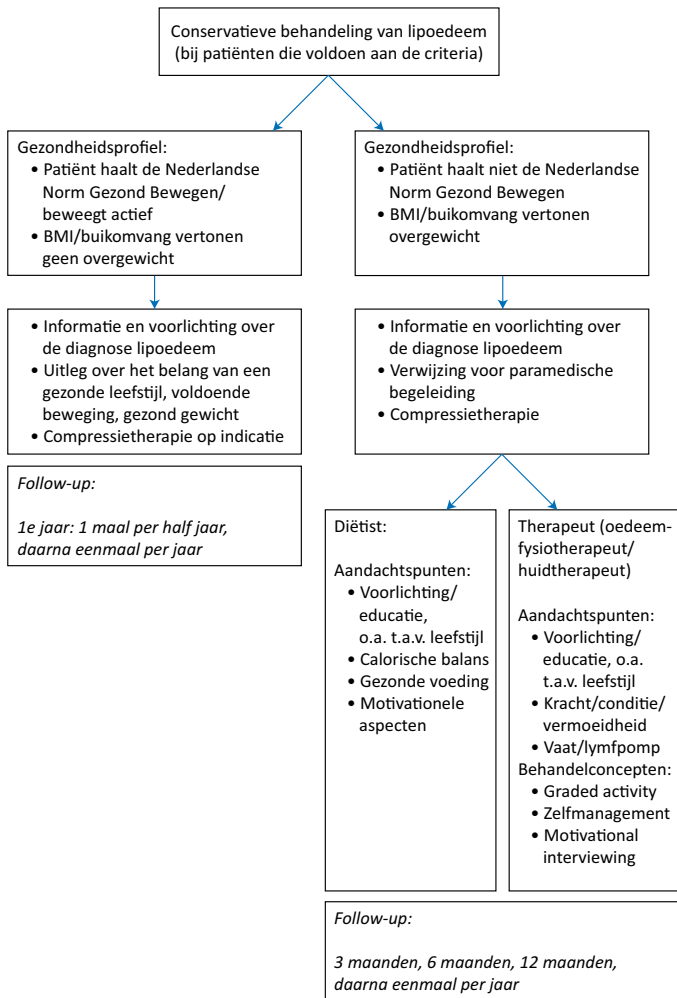 Conservatieve behandeling van lipoedeem
(bij patiënten die voldoen aan de criteria)
Gezondheidsprofiel:
• Patiënt haalt de Nederlandse
Norm Gezond Bewegen/
beweegt actief
• BMI/buikomvang vertonen
geen overgewicht
Gezondheidsprofiel:
• Patiënt haalt niet de Nederlandse
Norm Gezond Bewegen
• BMI/buikomvang vertonen
overgewicht
• Informatie en voorlichting over
de diagnose lipoedeem
• Uitleg over het belang van een
gezonde leefstijl, voldoende
beweging, gezond gewicht
• Compressietherapie op indicatie
• Informatie en voorlichting over
de diagnose lipoedeem
• Verwijzing voor paramedische
begeleiding
• Compressietherapie
Follow-up:
1e jaar: 1 maal per half jaar,
daarna eenmaal per jaar
Diëtist:
Aandachtspunten:
• Voorlichting/
educatie,
o.a. t.a.v. leefstijl
• Calorische balans
• Gezonde voeding
• Motivationele
aspecten
Therapeut (oedeem-
fysiotherapeut/
huidtherapeut)
Aandachtspunten:
• Voorlichting/
educatie, o.a.
t.a.v. leefstijl
• Kracht/conditie/
vermoeidheid
• Vaat/lymfpomp
Behandelconcepten:
• Graded activity
• Zelfmanagement
• Motivational
interviewing
Follow-up:
3 maanden, 6 maanden, 12 maanden,
daarna eenmaal per jaar